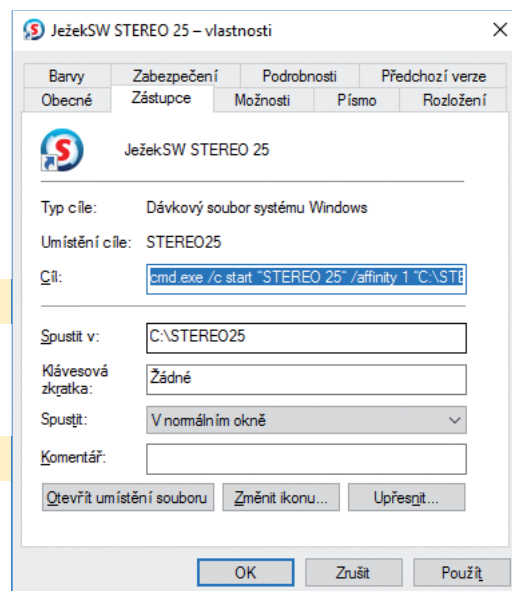 JežekSW STEREO 25 – vlastnosti
Barvy Zabezpečení Podrobnosti Předchozí verze
Obecné Zástupce Možnosti Písmo Rozložení
JežekSW STEREO 25
Typ cíle: Dávkový soubor systému Windows
Umístění cíle: STEREO25
Cíl: cmd.exe /c start "STEREO 25" /affinity 1 "C:\STE
Spustit v: C:\STEREO25
Klávesová
zkratka: Žádné
Spustit: V normálním okně
Komentář:
Otevřít umístění souboru Změnit ikonu... Upřesnit...
OK Zrušit Použít